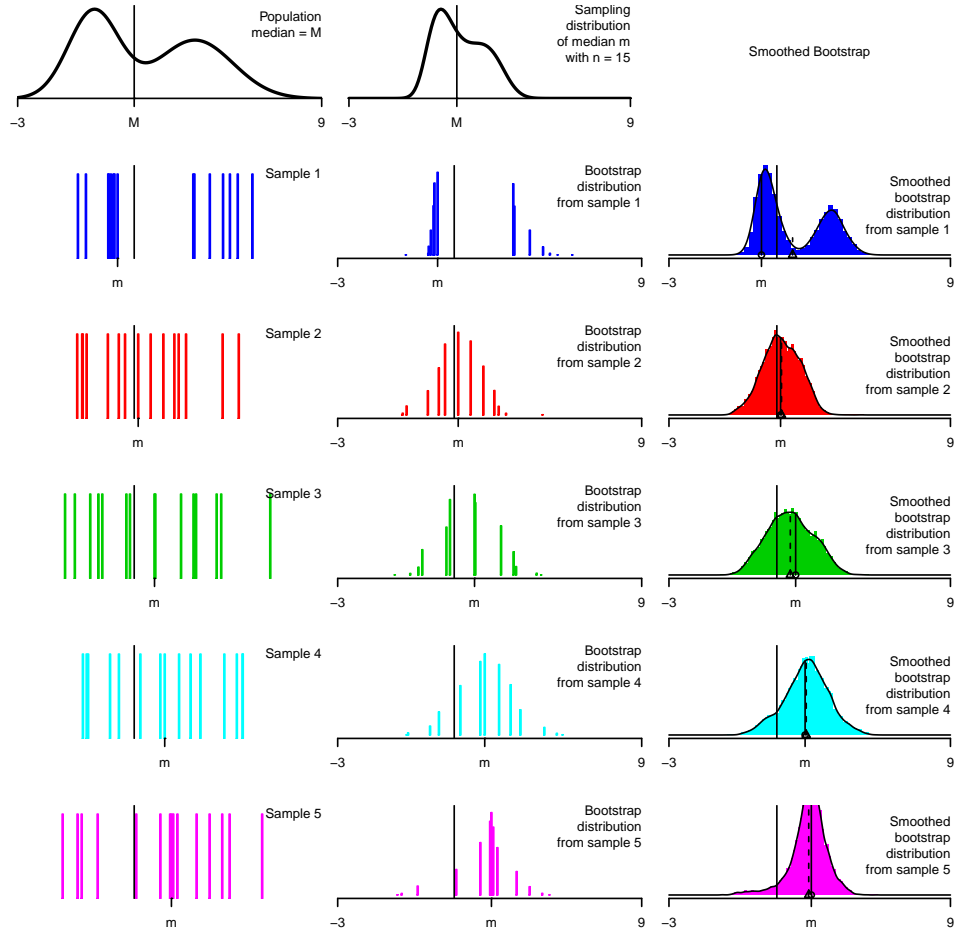 Population
median = M
−3
M
9
Sampling
distribution
of median m
with n = 15
−3
M
9
Smoothed Bootstrap
Sample 1
m
Bootstrap
distribution
from sample 1
−3
m
9
Smoothed
bootstrap
distribution
from sample 1
−3
m
9
Sample 2
m
Bootstrap
distribution
from sample 2
−3
m
9
Smoothed
bootstrap
distribution
from sample 2
−3
m
9
Sample 3
m
Bootstrap
distribution
from sample 3
−3
m
9
Smoothed
bootstrap
distribution
from sample 3
−3
m
9
Sample 4
m
Bootstrap
distribution
from sample 4
−3
m
9
Smoothed
bootstrap
distribution
from sample 4
−3
m
9
Sample 5
m
Bootstrap
distribution
from sample 5
−3
m
9
Smoothed
bootstrap
distribution
from sample 5
−3
m
9